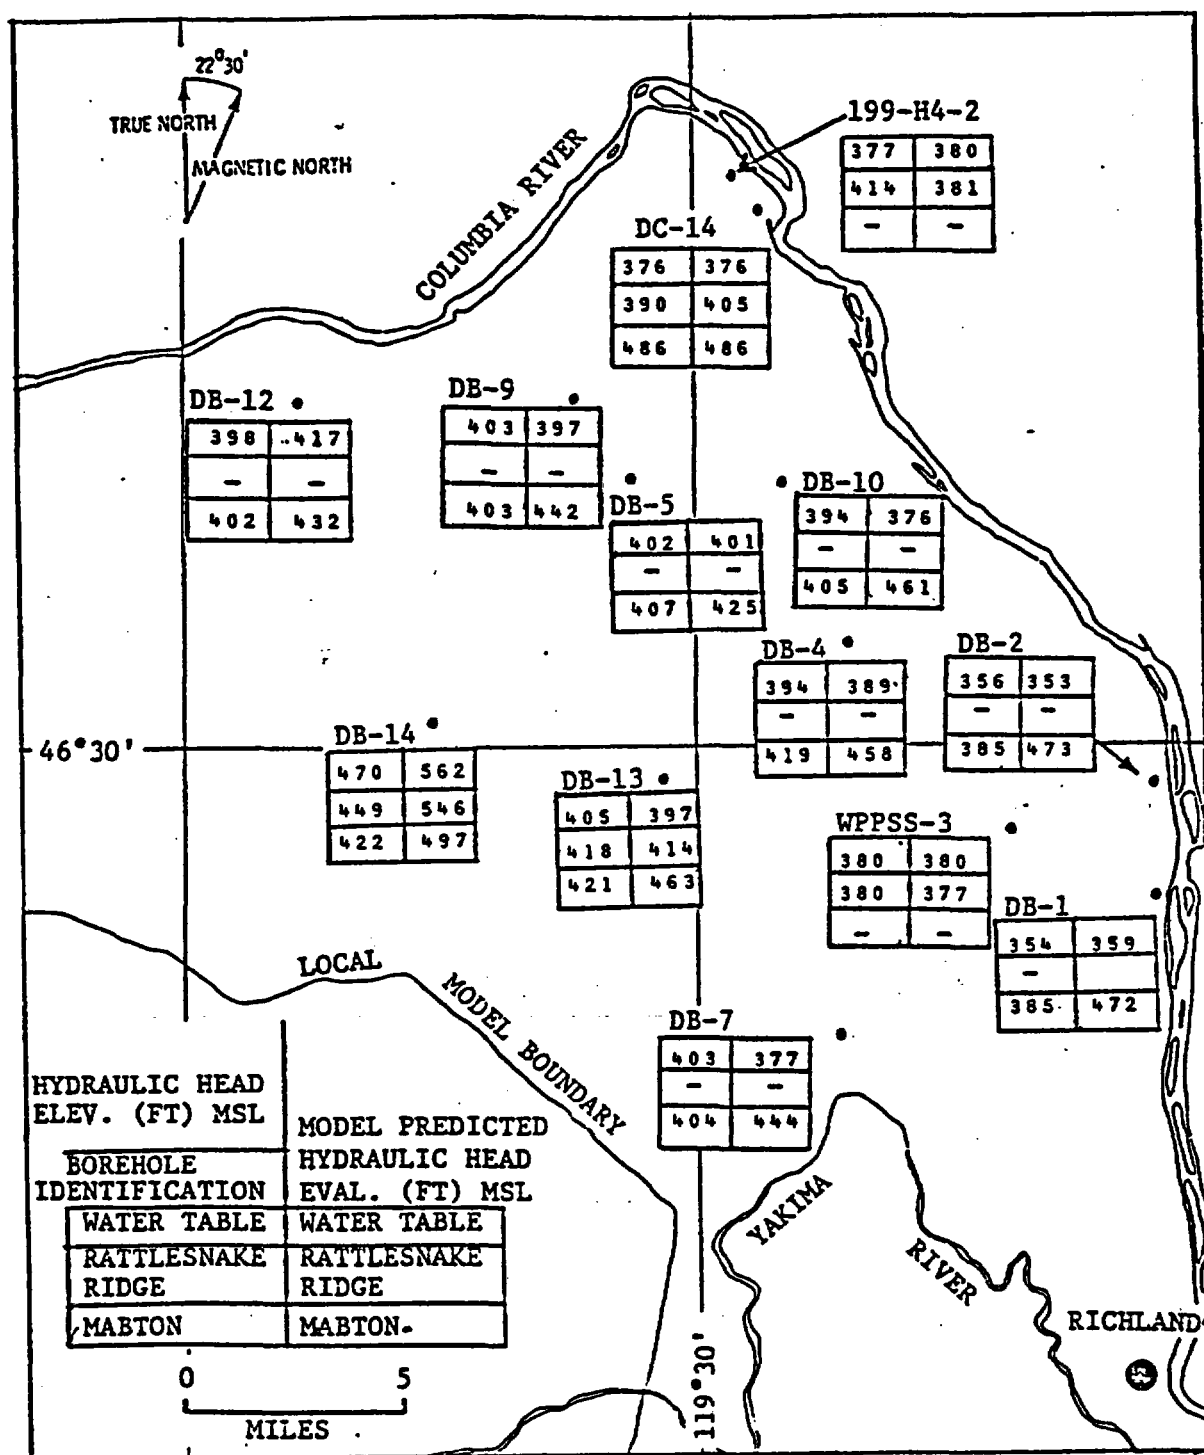 22°30'
TRUE NORTH
MAGNETIC NORTH
COLUMBIA RIVER
199-H4-2
377 380
414 381
- -
DC-14
376 376
390 405
486 486
DB-12
398 417
- -
402 432
DB-9
403 397
- -
403 442
DB-5
402 401
- -
407 425
DB-10
394 376
- -
405 461
DB-4
394 389
- -
419 458
DB-2
356 353
- -
385 473
46°30'
DB-14
470 562
449 546
422 497
DB-13
405 397
418 414
421 463
WPPSS-3
380 380
380 377
- -
DB-1
354 359
-
385 472
LOCAL MODEL BOUNDARY
DB-7
403 377
- -
404 444
HYDRAULIC HEAD
ELEV. (FT) MSL
BOREHOLE
IDENTIFICATION
MODEL PREDICTED
HYDRAULIC HEAD
EVAL. (FT) MSL
WATER TABLE WATER TABLE
RATTLESNAKE RATTLESNAKE
RIDGE RIDGE
MABTON MABTON
YAKIMA RIVER
RICHLAND
119°30'
0 5
MILES